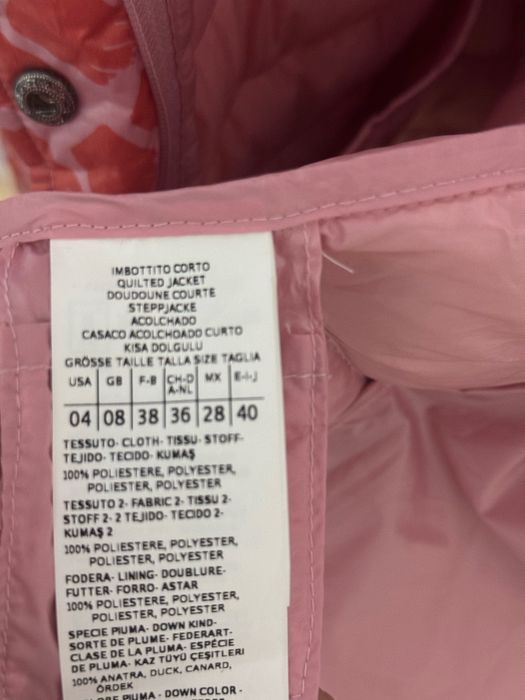 IMBOTTITO CORTO
QUILTED JACKET
DOUDOUNE COURTE
STEPPJACKE
ACOLCHADO
CASACO ACOLCHOADO CURTO
KISA DOLGULU
GRÖSSE TAILLE TALLA SIZE TAGLIA
USA GB F-B CH-D A-NL MX E-I-J
04 08 38 36 28 40
TESSUTO- CLOTH- TISSU- STOFF-
TEJIDO- TECIDO- KUMAŞ
100% POLIESTERE, POLYESTER,
POLIESTER, POLYESTER
TESSUTO 2- FABRIC 2- TISSU 2-
STOFF 2- 2 TEJIDO- TECIDO 2-
KUMAŞ 2
100% POLIESTERE, POLYESTER,
POLIESTER, POLYESTER
FODERA- LINING- DOUBLURE-
FUTTER- FORRO- ASTAR
100% POLIESTERE, POLYESTER,
POLIESTER, POLYESTER
SPECIE PIUMA- DOWN KIND-
SORTE DE PLUME- FEDERART-
CLASE DE LA PLUMA- ESPÉCIE
DE PLUMA- KAZ TÜYÜ ÇEŞİTLERİ
100% ANATRA, DUCK, CANARD,
ÖRDEK
PIUMA - DOWN COLOR -